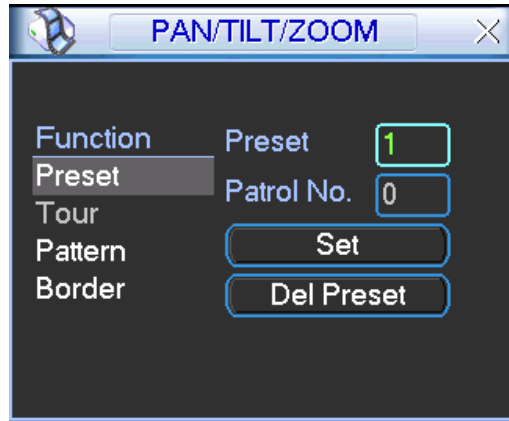 PAN/TILT/ZOOM
Function
Preset
Tour
Pattern
Border
Preset 1
Patrol No. 0
Set
Del Preset